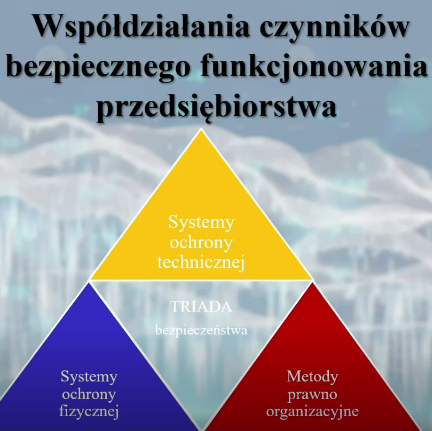 Współdziałania czynników
bezpiecznego funkcjonowania
przedsiębiorstwa
Systemy
ochrony
technicznej
TRIADA
bezpieczeństwa
Systemy
ochrony
fizycznej
Metody
prawno
organizacyjne